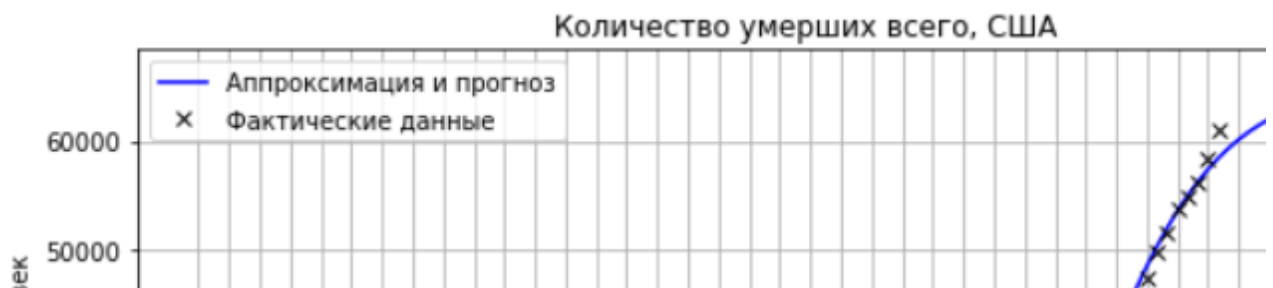 Количество умерших всего, США
Аппроксимация и прогноз
Фактические данные
60000
50000